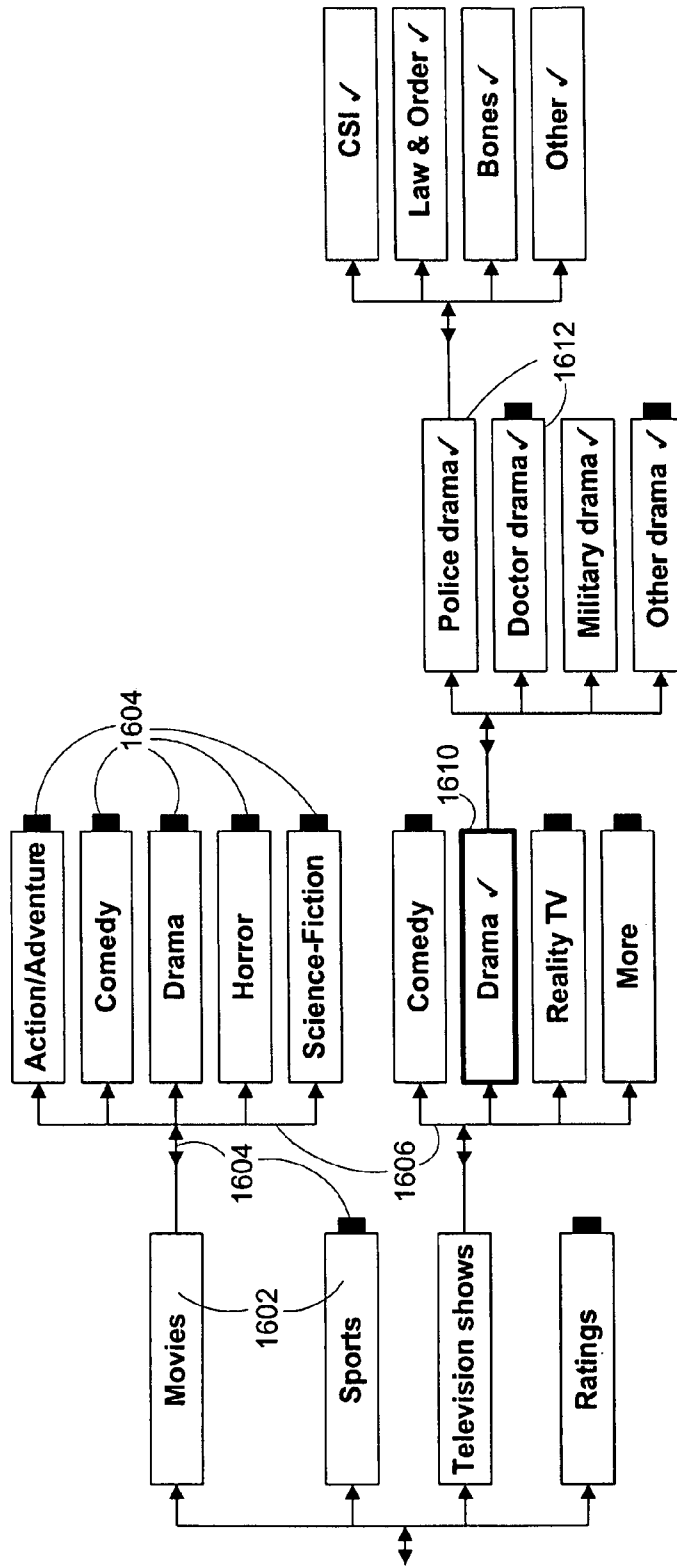 Movies
Sports
Television shows
Ratings
1602
1604
1606
Action/Adventure
Comedy
Drama
Horror
Science-Fiction
1604
Comedy
Drama ✓
Reality TV
More
1610
Police drama ✓
Doctor drama ✓
Military drama ✓
Other drama ✓
1612
CSI ✓
Law & Order ✓
Bones ✓
Other ✓